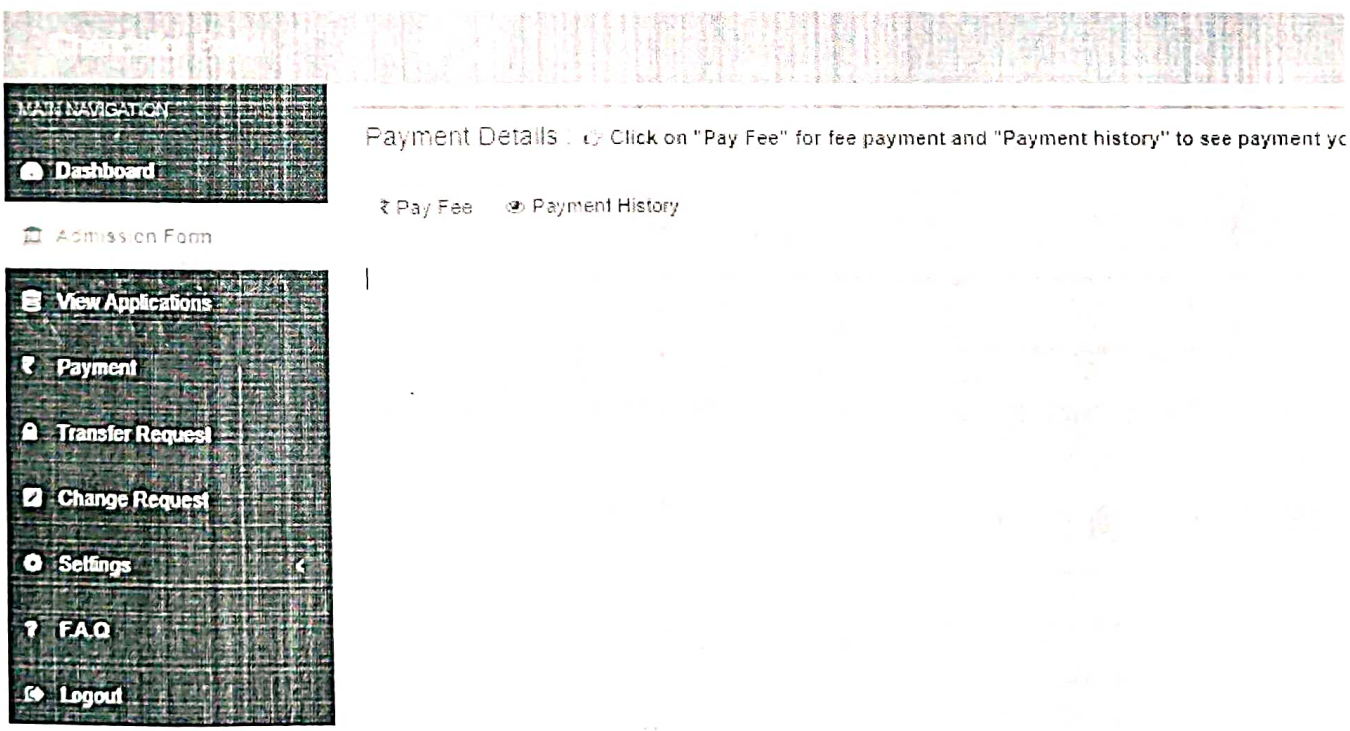 MAIN NAVIGATION
Dashboard
Admission Form
View Applications
₹ Payment
Transfer Request
Change Request
Settings <
? F.A.Q
Logout
Payment Details : Click on "Pay Fee" for fee payment and "Payment history" to see payment yo
₹ Pay Fee Payment History